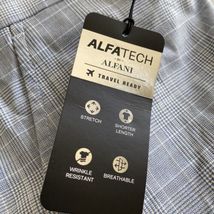 ALFATECH
BY
ALFANI
TRAVEL READY
STRETCH
SHORTER
LENGTH
WRINKLE
RESISTANT
BREATHABLE